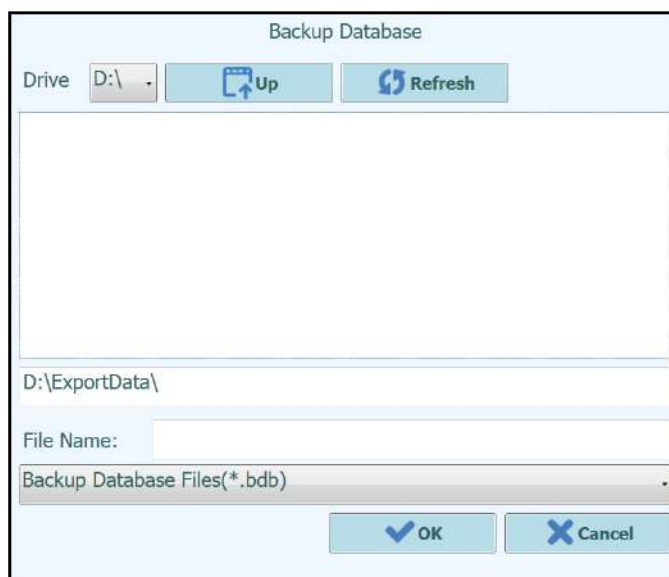 Backup Database
Drive D:\ Up Refresh
D:\ExportData\
File Name:
Backup Database Files(*.bdb)
OK Cancel